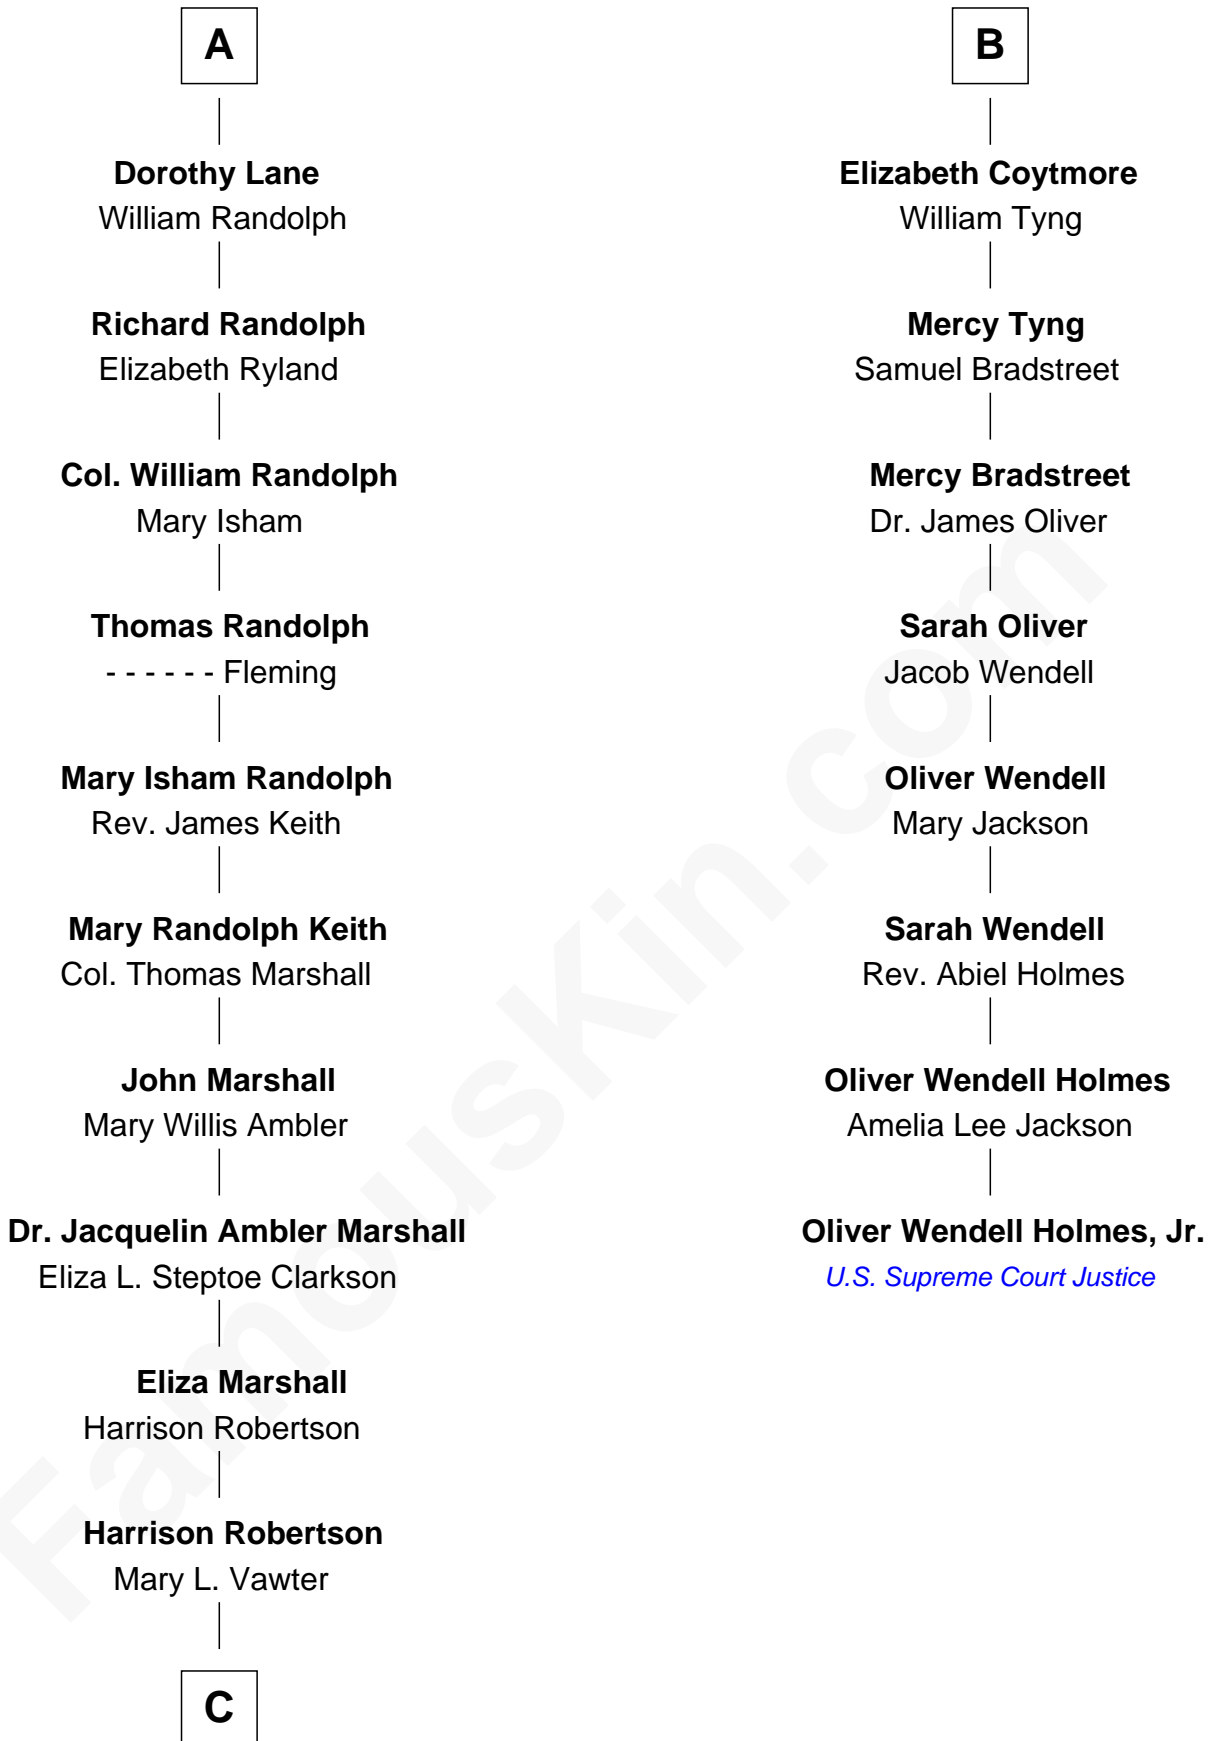 A
Dorothy Lane
William Randolph
Richard Randolph
Elizabeth Ryland
Col. William Randolph
Mary Isham
Thomas Randolph
- - - - - - Fleming
Mary Isham Randolph
Rev. James Keith
Mary Randolph Keith
Col. Thomas Marshall
John Marshall
Mary Willis Ambler
Dr. Jacquelin Ambler Marshall
Eliza L. Steptoe Clarkson
Eliza Marshall
Harrison Robertson
Harrison Robertson
Mary L. Vawter
C
B
Elizabeth Coytmore
William Tyng
Mercy Tyng
Samuel Bradstreet
Mercy Bradstreet
Dr. James Oliver
Sarah Oliver
Jacob Wendell
Oliver Wendell
Mary Jackson
Sarah Wendell
Rev. Abiel Holmes
Oliver Wendell Holmes
Amelia Lee Jackson
Oliver Wendell Holmes, Jr.
U.S. Supreme Court Justice
FamousKin.com